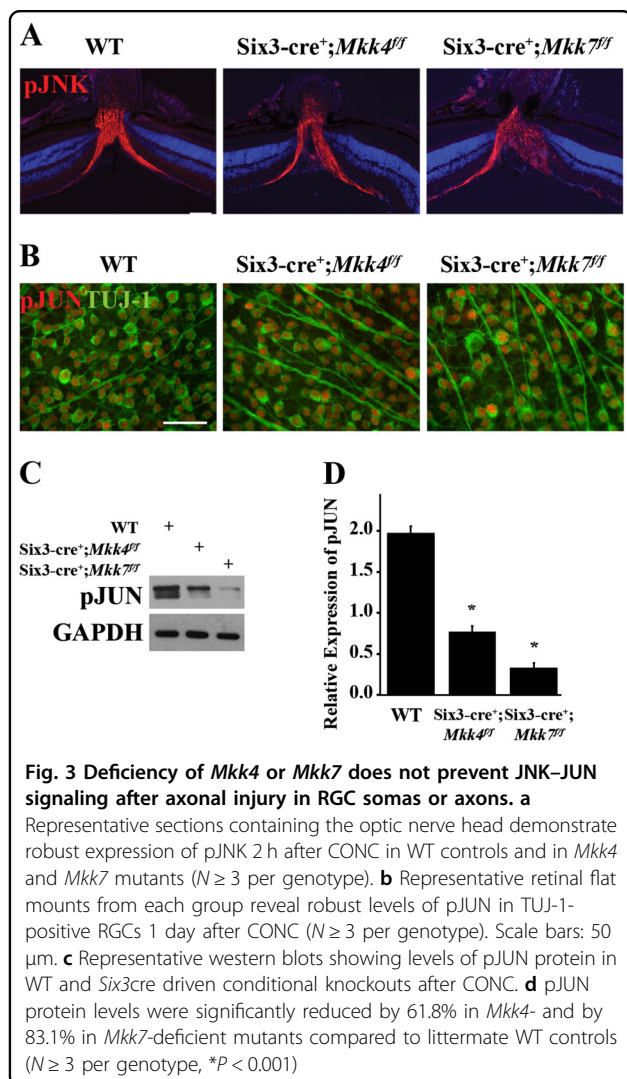 A
WT
Six3-cre⁺;Mkk4f/f
Six3-cre⁺;Mkk7f/f
pJNK
B
WT
Six3-cre⁺;Mkk4f/f
Six3-cre⁺;Mkk7f/f
pJUN TUJ-1
C
WT +
Six3-cre⁺;Mkk4f/f +
Six3-cre⁺;Mkk7f/f +
pJUN
GAPDH
D
Relative Expression of pJUN
2.0
1.5
1.0
0.5
0.0
*
*
WT
Six3-cre⁺;
Mkk4f/f
Six3-cre⁺;
Mkk7f/f
Fig. 3 Deficiency of Mkk4 or Mkk7 does not prevent JNK–JUN
signaling after axonal injury in RGC somas or axons. a
Representative sections containing the optic nerve head demonstrate
robust expression of pJNK 2 h after CONC in WT controls and in Mkk4
and Mkk7 mutants (N ≥ 3 per genotype). b Representative retinal flat
mounts from each group reveal robust levels of pJUN in TUJ-1-
positive RGCs 1 day after CONC (N ≥ 3 per genotype). Scale bars: 50
μm. c Representative western blots showing levels of pJUN protein in
WT and Six3cre driven conditional knockouts after CONC. d pJUN
protein levels were significantly reduced by 61.8% in Mkk4- and by
83.1% in Mkk7-deficient mutants compared to littermate WT controls
(N ≥ 3 per genotype, *P < 0.001)